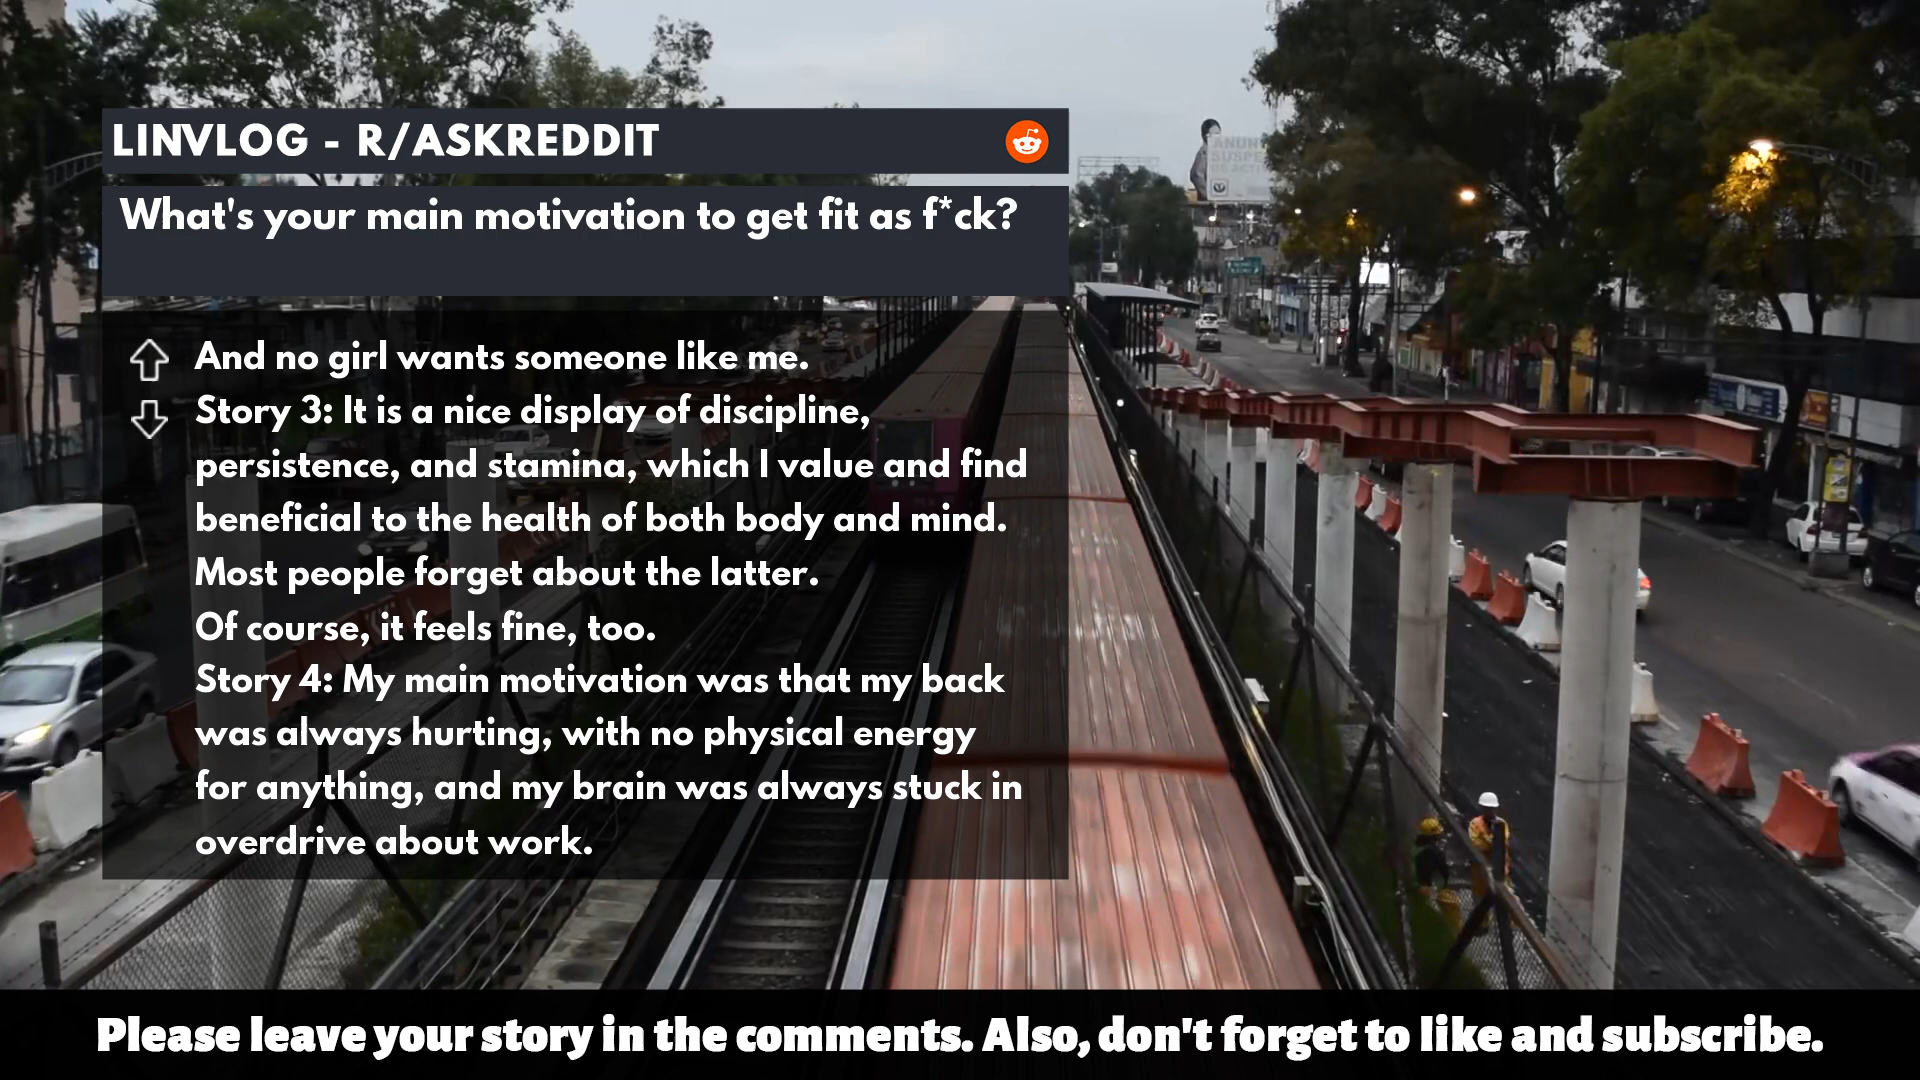 LINVLOG - R/ASKREDDIT
What's your main motivation to get fit as f*ck?
And no girl wants someone like me.
Story 3: It is a nice display of discipline,
persistence, and stamina, which I value and find
beneficial to the health of both body and mind.
Most people forget about the latter.
Of course, it feels fine, too.
Story 4: My main motivation was that my back
was always hurting, with no physical energy
for anything, and my brain was always stuck in
overdrive about work.
Please leave your story in the comments. Also, don't forget to like and subscribe.